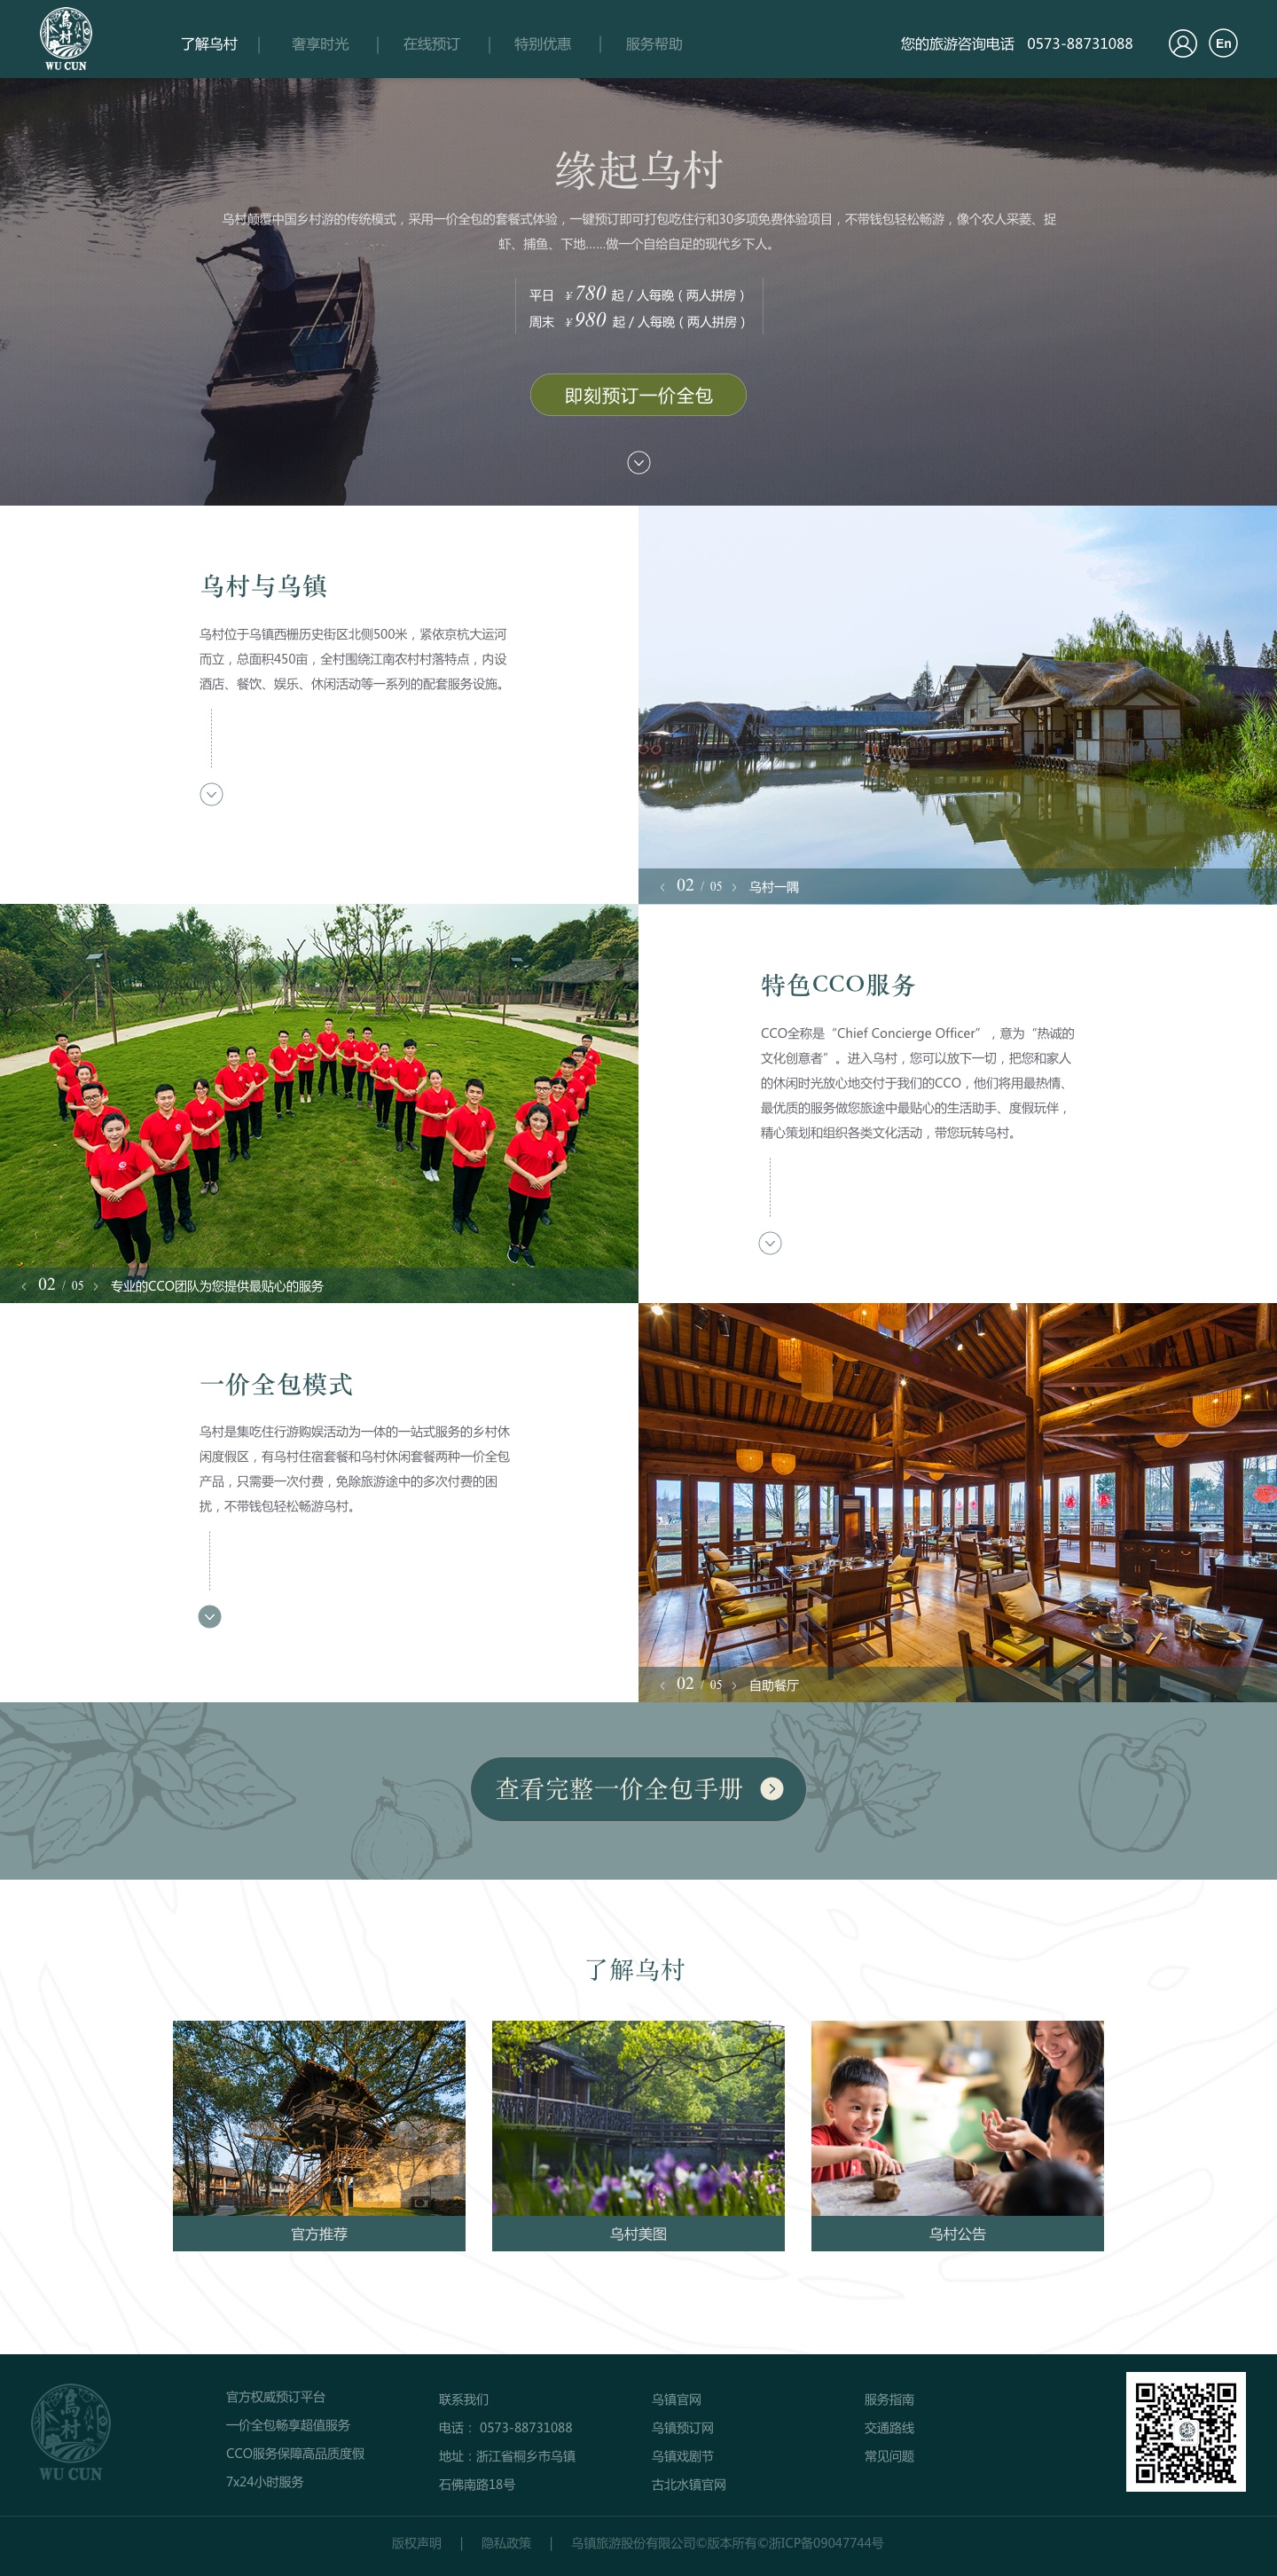 烏村
WU CUN
了解乌村 | 奢享时光 | 在线预订 | 特别优惠 | 服务帮助
您的旅游咨询电话 0573-88731088
En
缘起乌村
乌村颠覆中国乡村游的传统模式，采用一价全包的套餐式体验，一键预订即可打包吃住行和30多项免费体验项目，不带钱包轻松畅游，像个农人采菱、捉
虾、捕鱼、下地......做一个自给自足的现代乡下人。
平日 ¥780 起 / 人每晚（两人拼房）
周末 ¥980 起 / 人每晚（两人拼房）
即刻预订一价全包
乌村与乌镇
乌村位于乌镇西栅历史街区北侧500米，紧依京杭大运河
而立，总面积450亩，全村围绕江南农村村落特点，内设
酒店、餐饮、娱乐、休闲活动等一系列的配套服务设施。
02 / 05 乌村一隅
特色CCO服务
CCO全称是“Chief Concierge Officer”，意为“热诚的
文化创意者”。进入乌村，您可以放下一切，把您和家人
的休闲时光放心地交付于我们的CCO，他们将用最热情、
最优质的服务做您旅途中最贴心的生活助手、度假玩伴，
精心策划和组织各类文化活动，带您玩转乌村。
02 / 05 专业的CCO团队为您提供最贴心的服务
一价全包模式
乌村是集吃住行游购娱活动为一体的一站式服务的乡村休
闲度假区，有乌村住宿套餐和乌村休闲套餐两种一价全包
产品，只需要一次付费，免除旅游途中的多次付费的困
扰，不带钱包轻松畅游乌村。
02 / 05 自助餐厅
查看完整一价全包手册
了解乌村
官方推荐
乌村美图
乌村公告
烏村
WU CUN
官方权威预订平台
一价全包畅享超值服务
CCO服务保障高品质度假
7x24小时服务
联系我们
电话： 0573-88731088
地址：浙江省桐乡市乌镇
石佛南路18号
乌镇官网
乌镇预订网
乌镇戏剧节
古北水镇官网
服务指南
交通路线
常见问题
版权声明 | 隐私政策 | 乌镇旅游股份有限公司©版本所有©浙ICP备09047744号